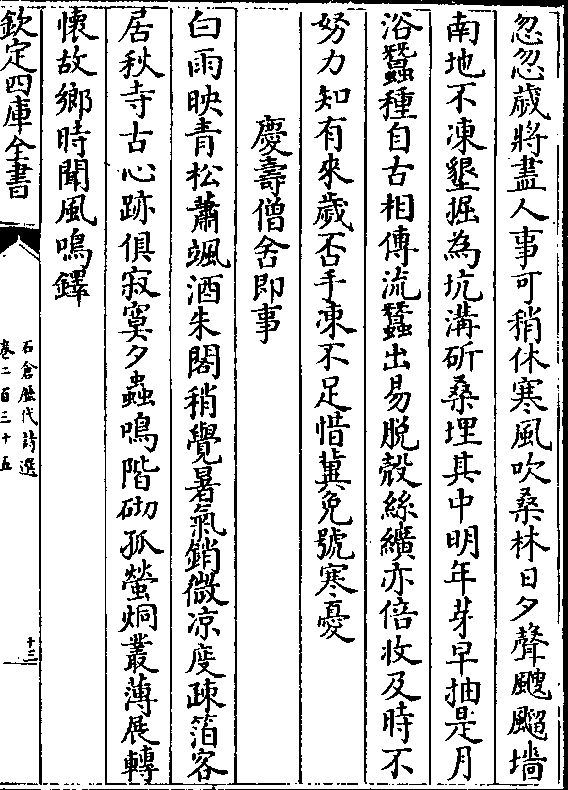 忽忽歲將盡人事可稍休寒風吹桑林日夕聲颼飀墻
南地不凍墾掘為坑溝斫桑埋其中明年芽早抽是月
浴蠶種自古相傳流蠶出易脱殻絲纊亦倍收及時不
努力知有來歲不手凍不足惜冀免號寒憂
慶壽僧舍即事
白雨映青松蕭颯洒朱閣稍覺暑氣銷微凉度疎箔客
居秋寺古心跡俱寂寞夕蟲鳴階砌孤螢炯叢薄展轉
懷故鄉時聞風鳴鐸
欽定四庫全書
石倉歷代詩選
卷二百三十五
十二